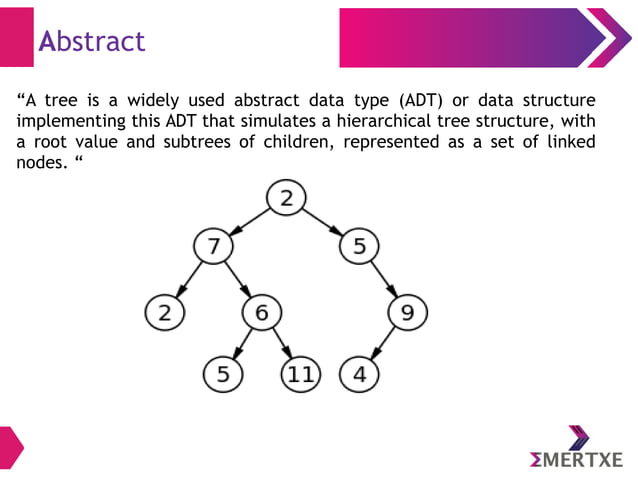 Abstract
“A tree is a widely used abstract data type (ADT) or data structure
implementing this ADT that simulates a hierarchical tree structure, with
a root value and subtrees of children, represented as a set of linked
nodes. “
2
7 5
2 6 9
5 11 4
EMERTXE